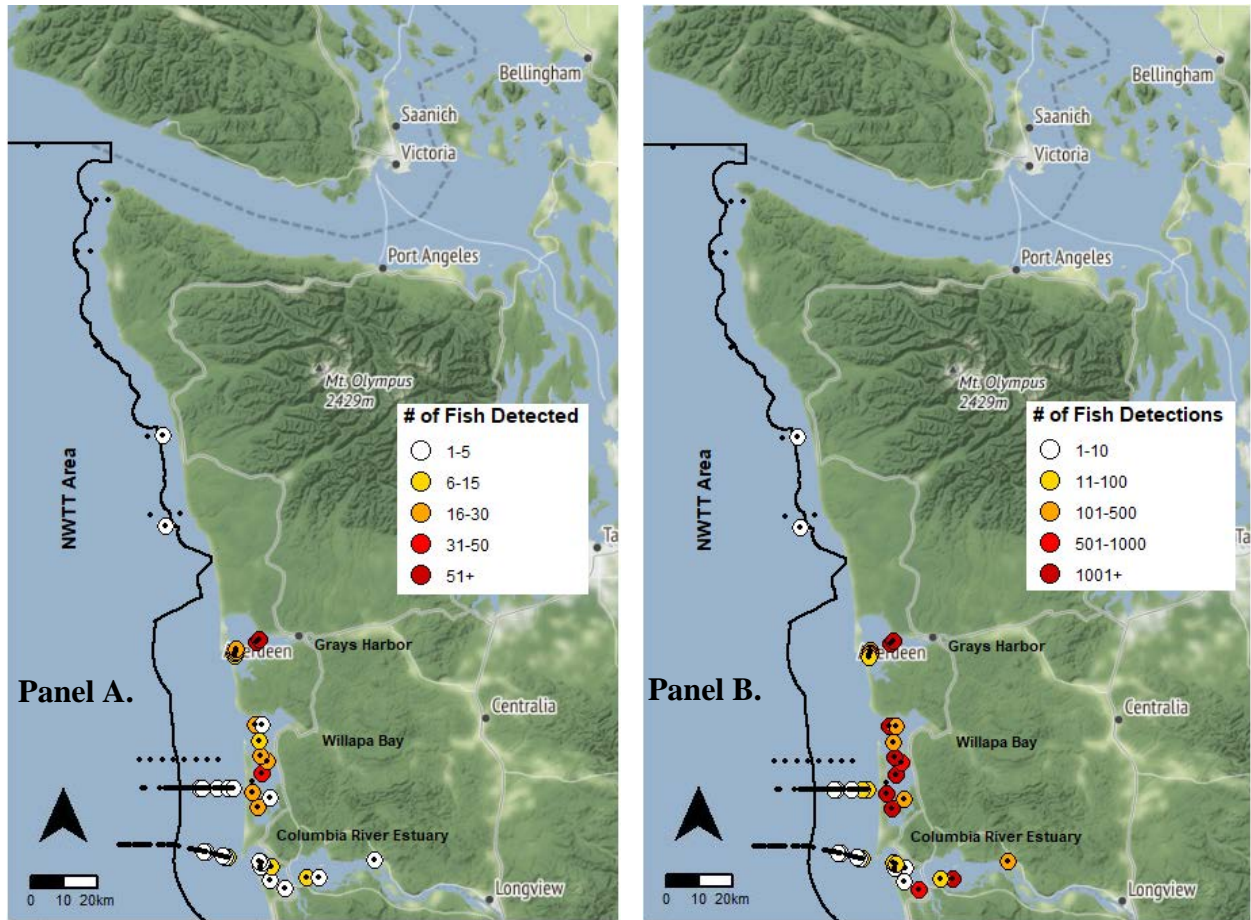 Bellingham
Saanich
Victoria
Port Angeles
Mt. Olympus
2429m
# of Fish Detected
1-5
6-15
16-30
31-50
51+
NWTT Area
Ta
Grays Harbor
Panel A.
Centralia
Willapa Bay
Columbia River Estuary
0 10 20km
Longview
Bellingham
Saanich
Victoria
Port Angeles
Mt. Olympus
2429m
# of Fish Detections
1-10
11-100
101-500
501-1000
1001+
NWTT Area
Ta
Grays Harbor
Panel B.
Centralia
Willapa Bay
Columbia River Estuary
0 10 20km
Longview